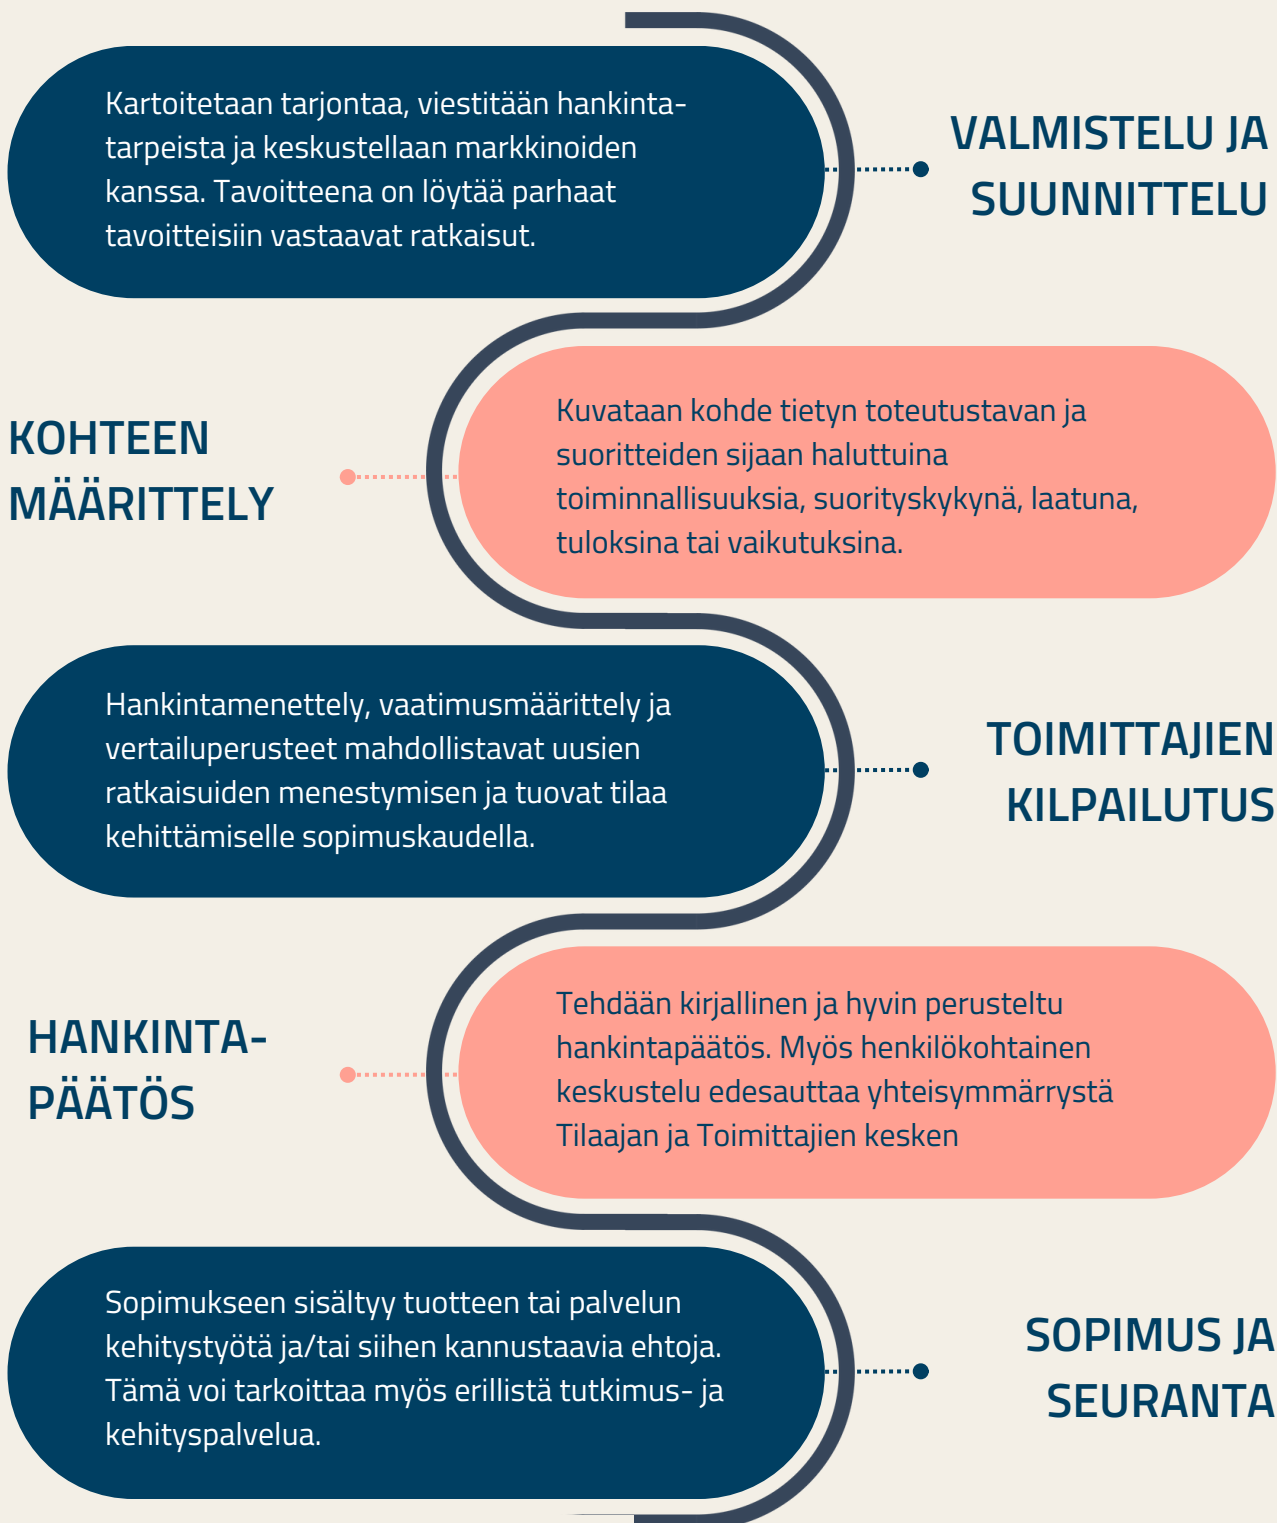 Kartoitetaan tarjontaa, viestitään hankinta-
tarpeista ja keskustellaan markkinoiden
kanssa. Tavoitteena on löytää parhaat
tavoitteisiin vastaavat ratkaisut.
VALMISTELU JA
SUUNNITTELU
KOHTEEN
MÄÄRITTELY
Kuvataan kohde tietyn toteutustavan ja
suoritteiden sijaan haluttuina
toiminnallisuuksia, suorityskykynä, laatuna,
tuloksina tai vaikutuksina.
Hankintamenettely, vaatimusmäärittely ja
vertailuperusteet mahdollistavat uusien
ratkaisuiden menestymisen ja tuovat tilaa
kehittämiselle sopimuskaudella.
TOIMITTAJIEN
KILPAILUTUS
HANKINTA-
PÄÄTÖS
Tehdään kirjallinen ja hyvin perusteltu
hankintapäätös. Myös henkilökohtainen
keskustelu edesauttaa yhteisymmärrystä
Tilaajan ja Toimittajien kesken
Sopimukseen sisältyy tuotteen tai palvelun
kehitystyötä ja/tai siihen kannustaavia ehtoja.
Tämä voi tarkoittaa myös erillistä tutkimus- ja
kehityspalvelua.
SOPIMUS JA
SEURANTA